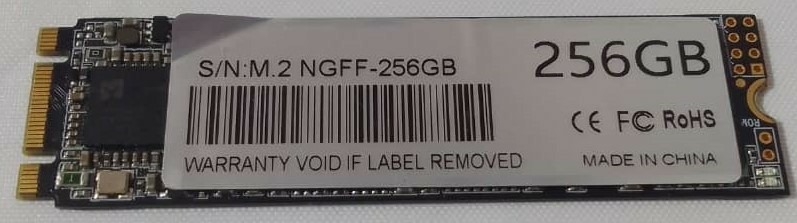 S/N:M.2 NGFF-256GB
256GB
CE FC RoHS
WARRANTY VOID IF LABEL REMOVED
MADE IN CHINA